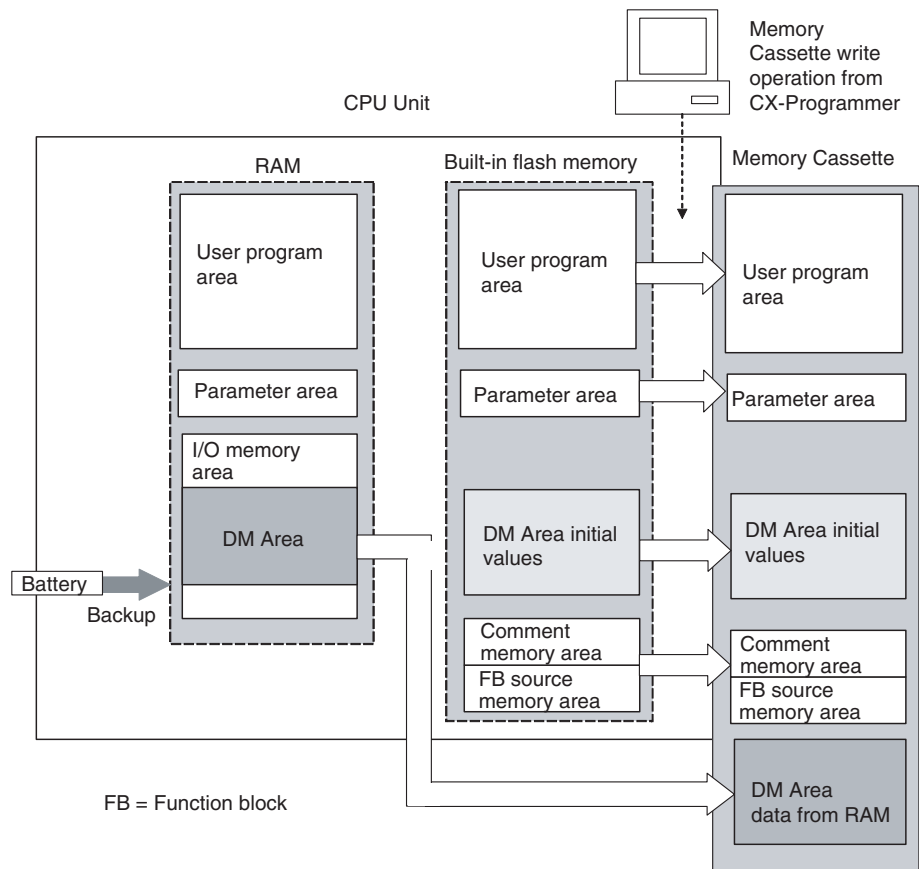 Memory
Cassette write
operation from
CX-Programmer
CPU Unit
RAM
Built-in flash memory
Memory Cassette
User program
area
User program
area
User program
area
Parameter area
Parameter area
Parameter area
I/O memory
area
DM Area
DM Area initial
values
DM Area initial
values
Battery
Backup
Comment
memory area
FB source
memory area
Comment
memory area
FB source
memory area
DM Area
data from RAM
FB = Function block